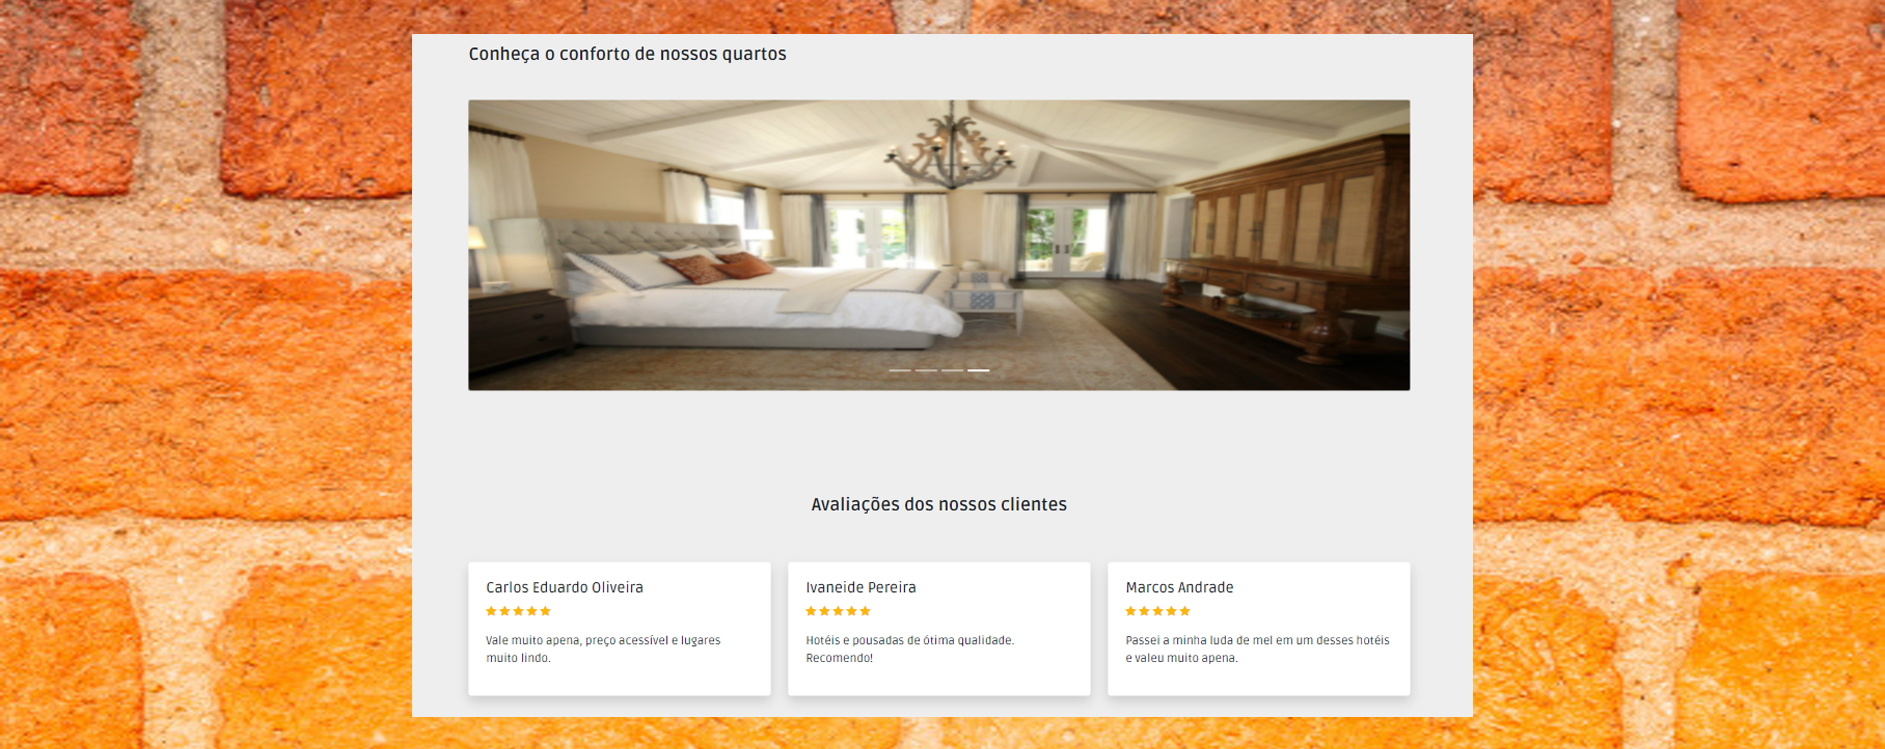 Conheça o conforto de nossos quartos
Avaliações dos nossos clientes
Carlos Eduardo Oliveira
Vale muito apena, preço acessível e lugares
muito lindo.
Ivaneide Pereira
Hotéis e pousadas de ótima qualidade.
Recomendo!
Marcos Andrade
Passei a minha luda de mel em um desses hotéis
e valeu muito apena.